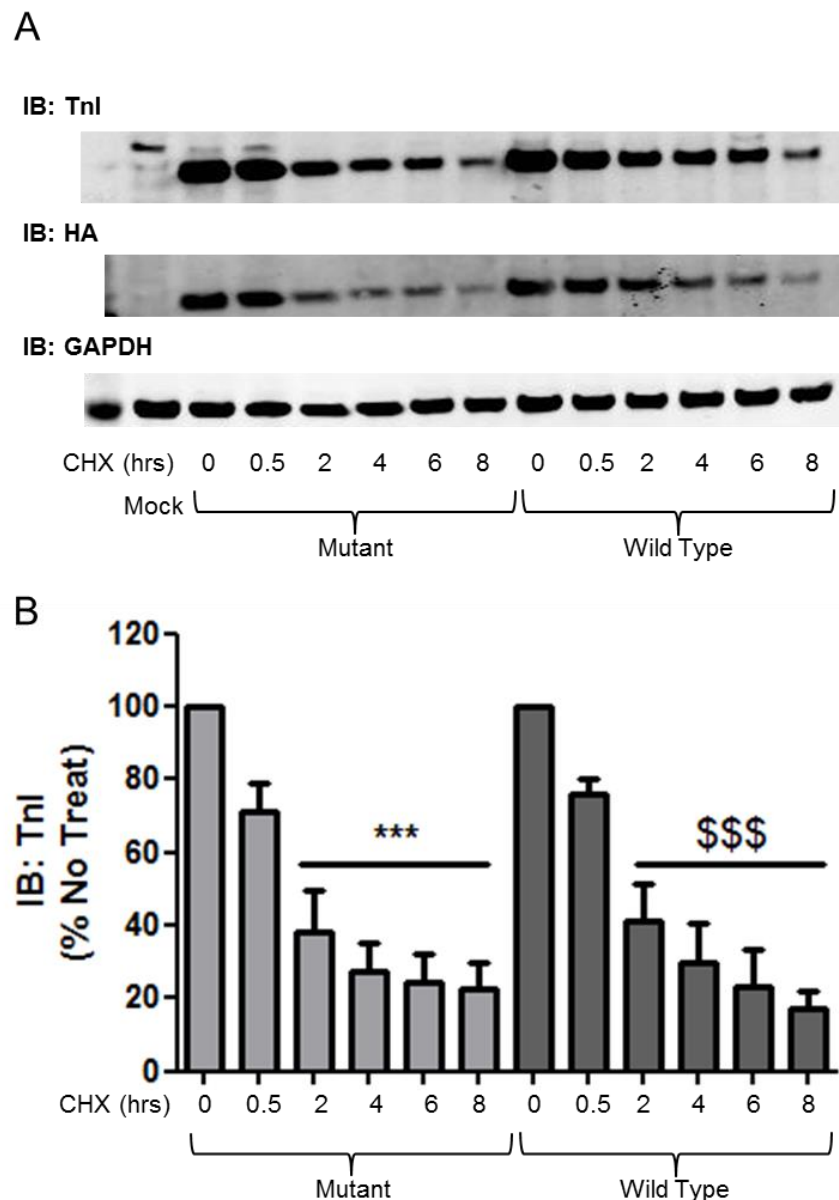 A
IB: TnI
IB: HA
IB: GAPDH
CHX (hrs) 0 0.5 2 4 6 8 0 0.5 2 4 6 8
Mock
Mutant Wild Type
B
IB: TnI
(% No Treat)
120
100
80
60
40
20
0
*** $$$
CHX (hrs) 0 0.5 2 4 6 8 0 0.5 2 4 6 8
Mutant Wild Type